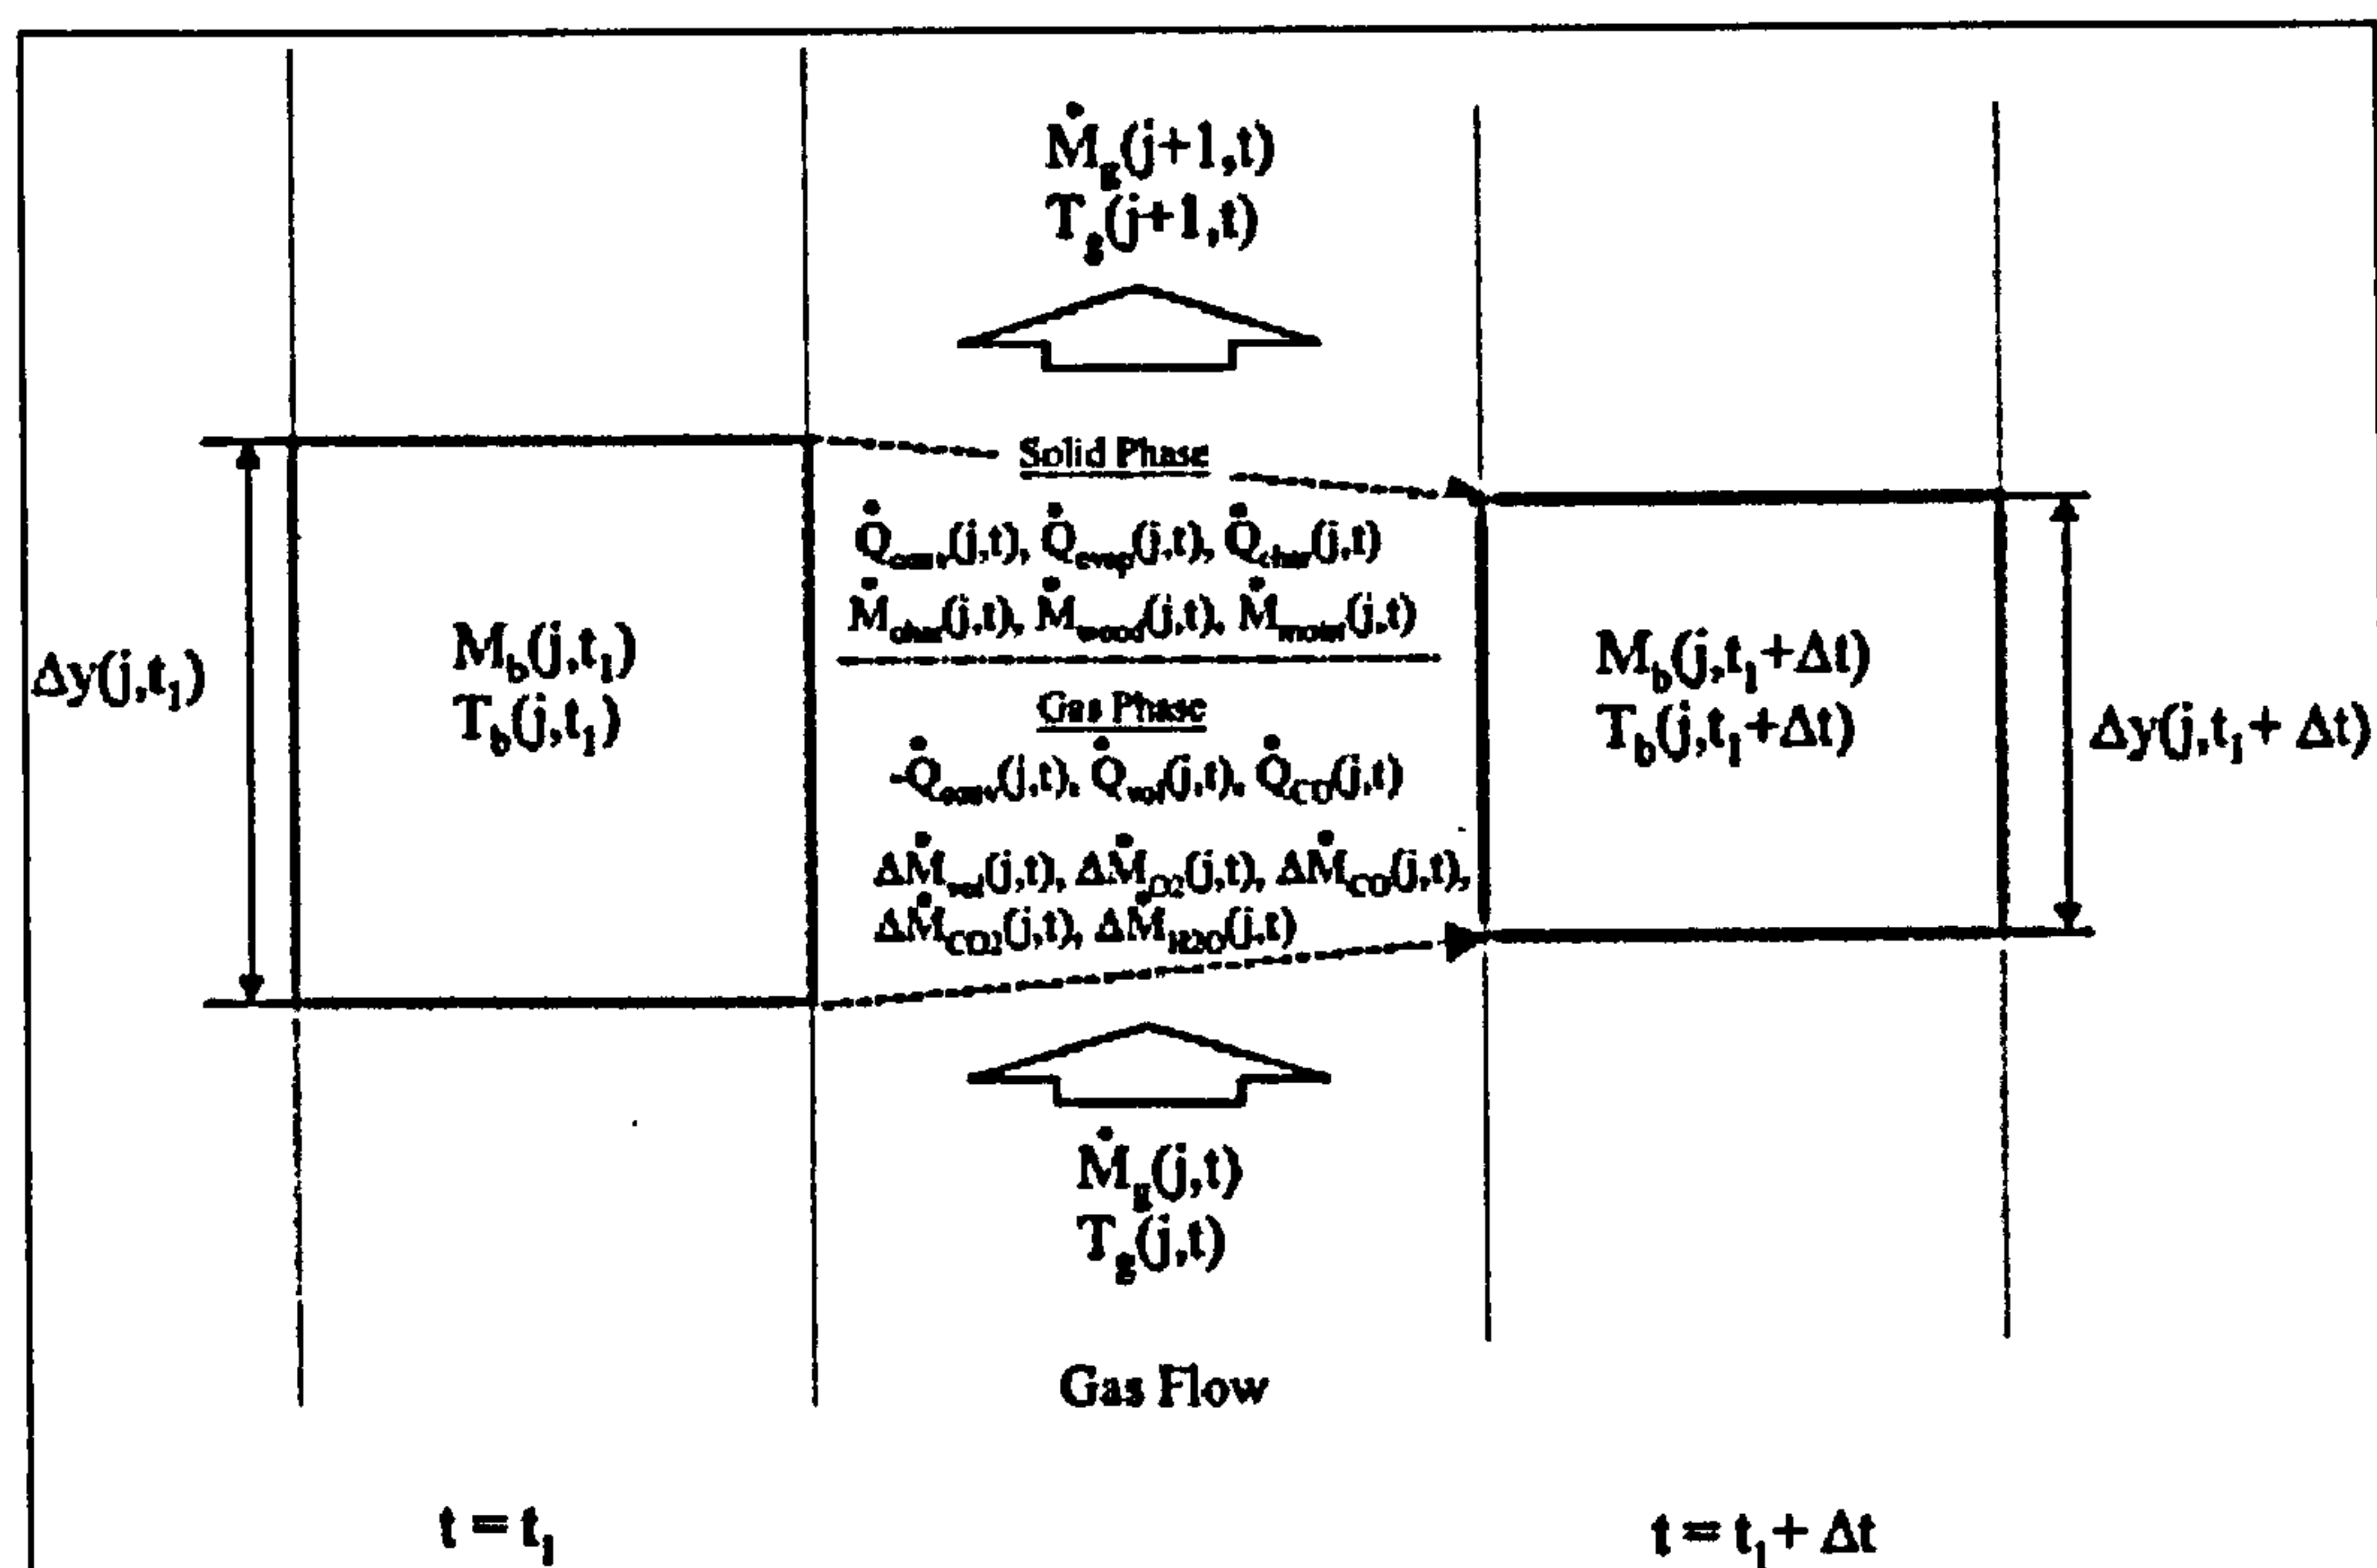 Ṁg(j+1,t)
Tg(j+1,t)
Solid Phase
Q̇conv(j,t), Q̇evap(j,t), Q̇char(j,t)
Ṁchar(j,t), Ṁwood(j,t), Ṁmoist(j,t)
Δy(j,t1)
Mb(j,t1)
Tb(j,t1)
Gas Phase
-Q̇conv(j,t), Q̇vol(j,t), Q̇CO(j,t)
ΔṀvol(j,t), ΔṀO2(j,t), ΔṀCO(j,t),
ΔṀCO2(j,t), ΔṀH2O(j,t)
Mb(j,t1+Δt)
Tb(j,t1+Δt)
Δy(j,t1+ Δt)
Ṁg(j,t)
Tg(j,t)
Gas Flow
t = t1
t = t1 + Δt